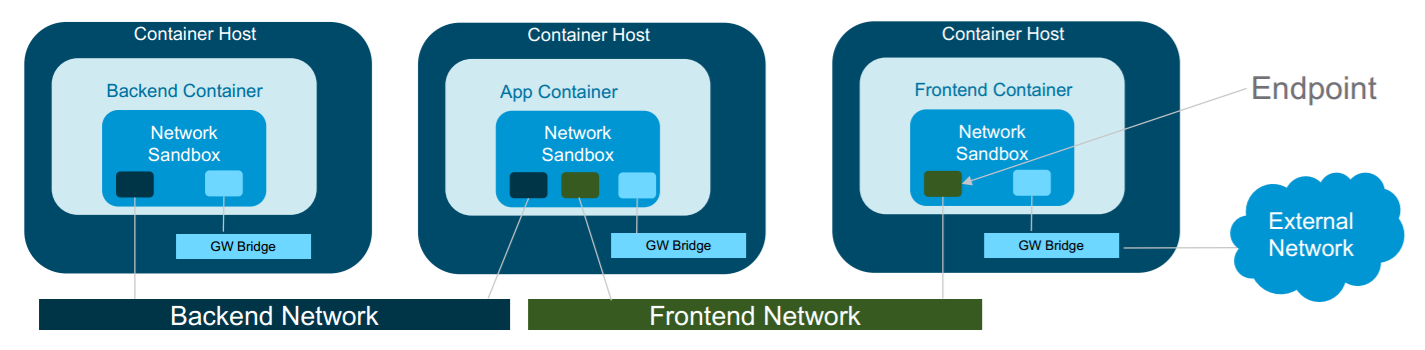 Container Host
Backend Container
Network
Sandbox
GW Bridge
Container Host
App Container
Network
Sandbox
GW Bridge
Container Host
Frontend Container
Network
Sandbox
GW Bridge
Endpoint
External
Network
Backend Network
Frontend Network